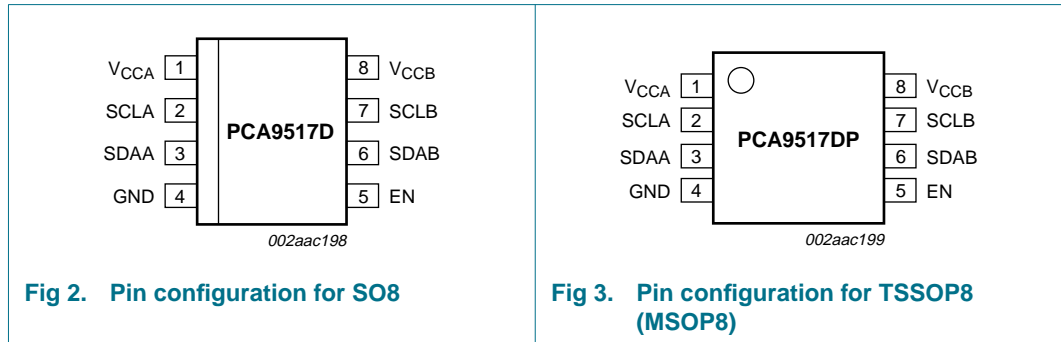 VCCA 1 8 VCCB
SCLA 2 7 SCLB
PCA9517D
SDAA 3 6 SDAB
GND 4 5 EN
002aac198
Fig 2. Pin configuration for SO8
VCCA 1 8 VCCB
SCLA 2 7 SCLB
PCA9517DP
SDAA 3 6 SDAB
GND 4 5 EN
002aac199
Fig 3. Pin configuration for TSSOP8
(MSOP8)